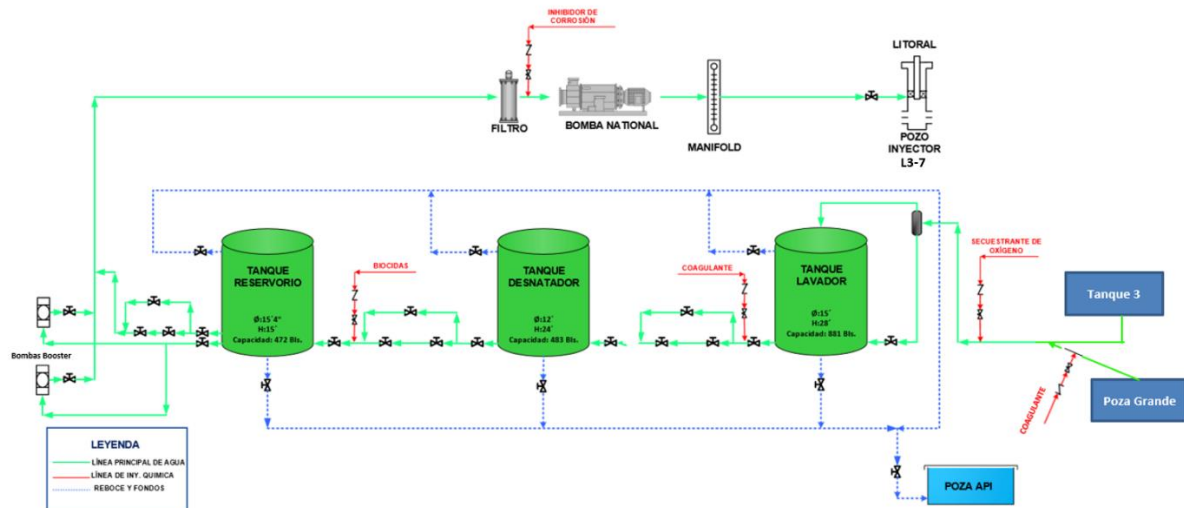 INHIBIDOR DE
CORROSIÓN
LITORAL
FILTRO
BOMBA NATIONAL
MANIFOLD
POZO
INYECTOR
L3-7
TANQUE
RESERVORIO
Ø:15´4"
H:15´
Capacidad: 472 Bls.
BIOCIDAS
TANQUE
DESNATADOR
Ø:12´
H:24´
Capacidad: 483 Bls.
COAGULANTE
TANQUE
LAVADOR
Ø:15´
H:28´
Capacidad: 881 Bls.
SECUESTRANTE DE
OXÍGENO
Tanque 3
Poza Grande
COAGULANTE
Bombas Booster
LEYENDA
LÍNEA PRINCIPAL DE AGUA
LÍNEA DE INY. QUIMICA
REBOCE Y FONDOS
POZA API